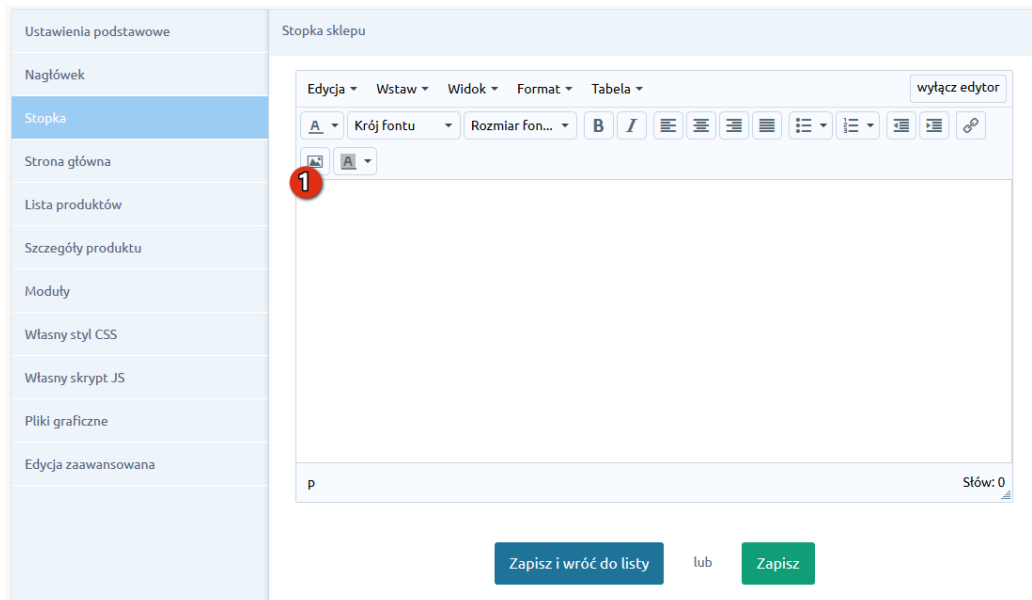 Ustawienia podstawowe
Nagłówek
Stopka
Strona główna
Lista produktów
Szczegóły produktu
Moduły
Własny styl CSS
Własny skrypt JS
Pliki graficzne
Edycja zaawansowana
Stopka sklepu
Edycja Wstaw Widok Format Tabela wyłącz edytor
A Krój fontu Rozmiar fon... B I
A
1
p Słów: 0
Zapisz i wróć do listy lub Zapisz